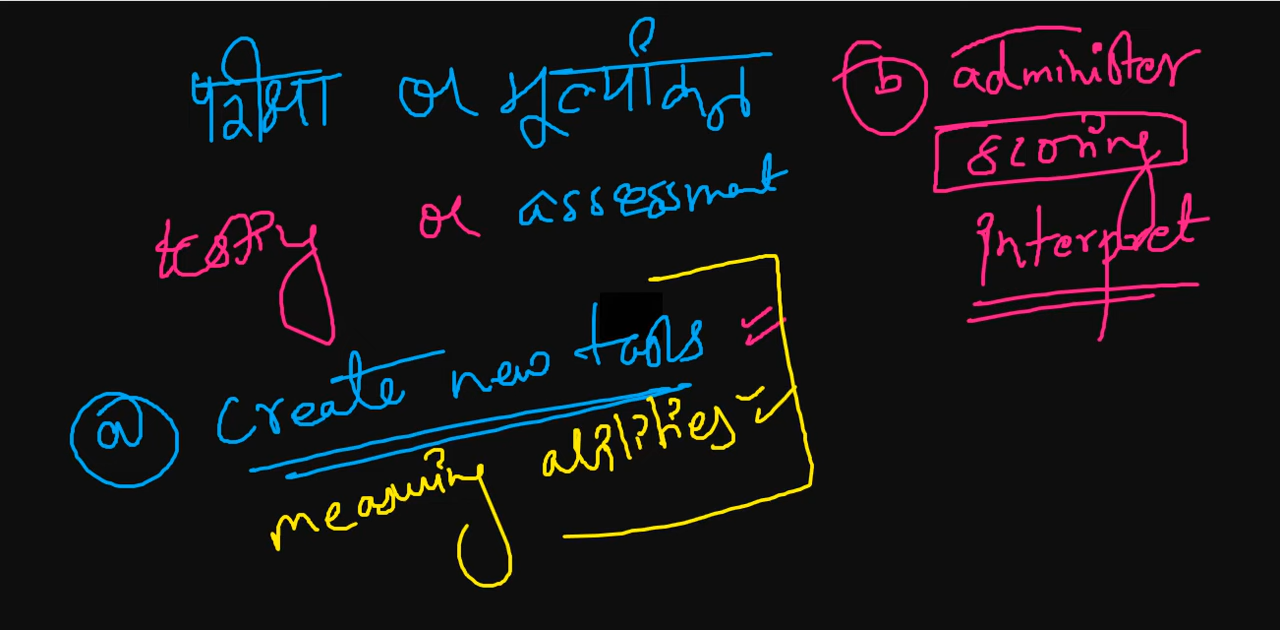 परीक्षा or मूल्यांकन
testing or assessment
a create new tools
measuring abilities
b administer
scoring
interpret